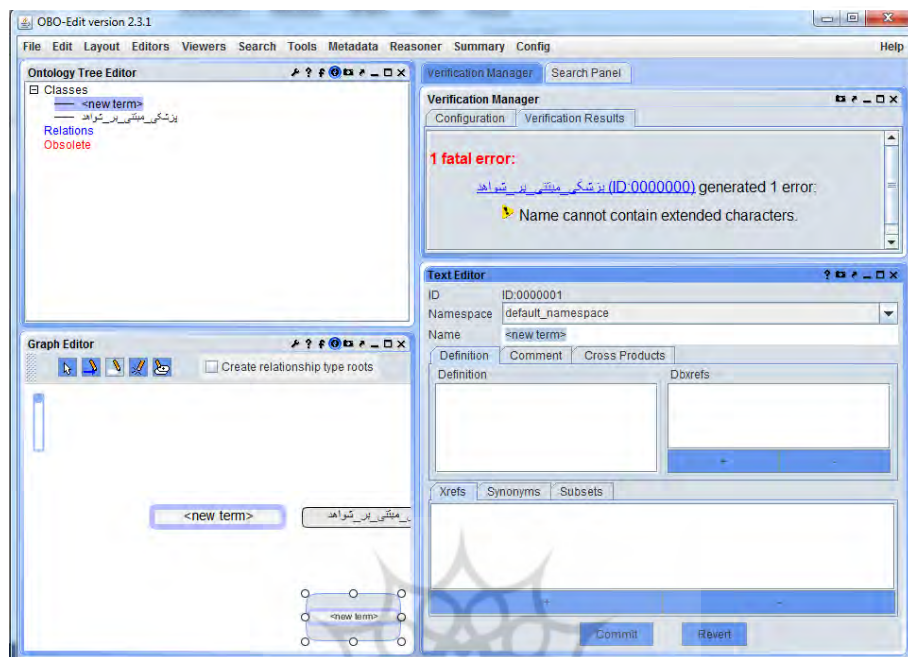 OBO-Edit version 2.3.1
File Edit Layout Editors Viewers Search Tools Metadata Reasoner Summary Config Help
Ontology Tree Editor
Classes
<new term>
پزشکی_مبتنی_بر_شواهد
Relations
Obsolete
Verification Manager Search Panel
Verification Manager
Configuration Verification Results
1 fatal error:
پزشکی_مبتنی_بر_شواهد (ID:0000000) generated 1 error:
Name cannot contain extended characters.
Graph Editor
Create relationship type roots
<new term>
_مبتنی_بر_شواهد
<new term>
Text Editor
ID ID:0000001
Namespace default_namespace
Name <new term>
Definition Comment Cross Products
Definition Dbxrefs
+ -
Xrefs Synonyms Subsets
+ -
Commit Revert